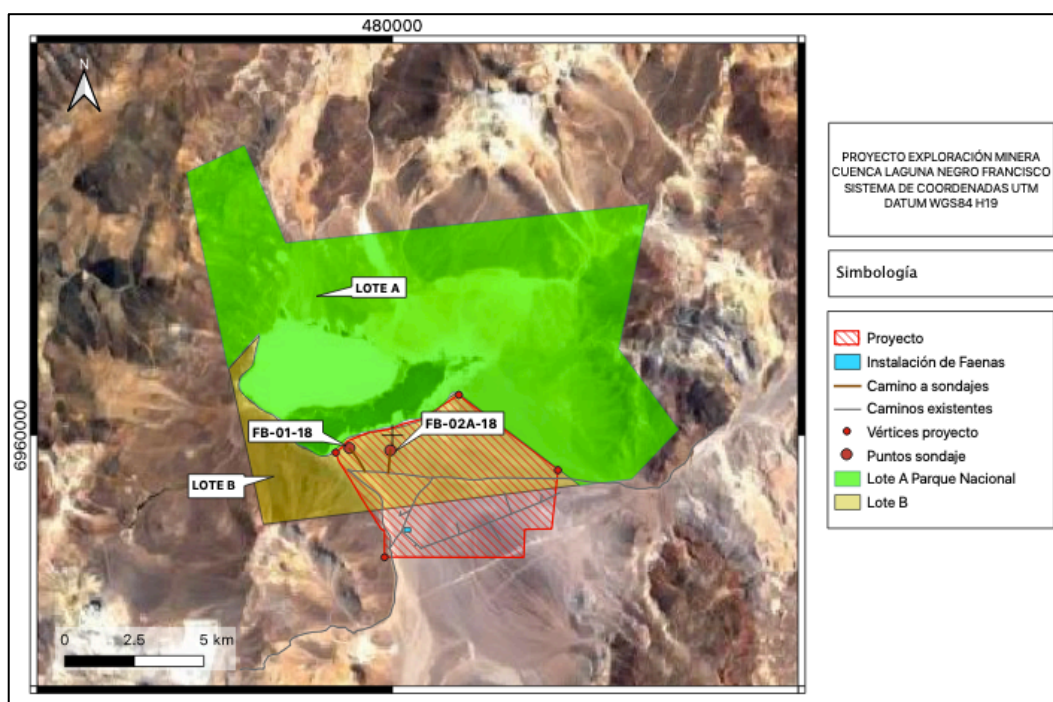 480000
N
6960000
LOTE A
FB-01-18
FB-02A-18
LOTE B
0 2.5 5 km
PROYECTO EXPLORACIÓN MINERA
CUENCA LAGUNA NEGRO FRANCISCO
SISTEMA DE COORDENADAS UTM
DATUM WGS84 H19
Simbología
Proyecto
Instalación de Faenas
Camino a sondajes
Caminos existentes
Vértices proyecto
Puntos sondaje
Lote A Parque Nacional
Lote B